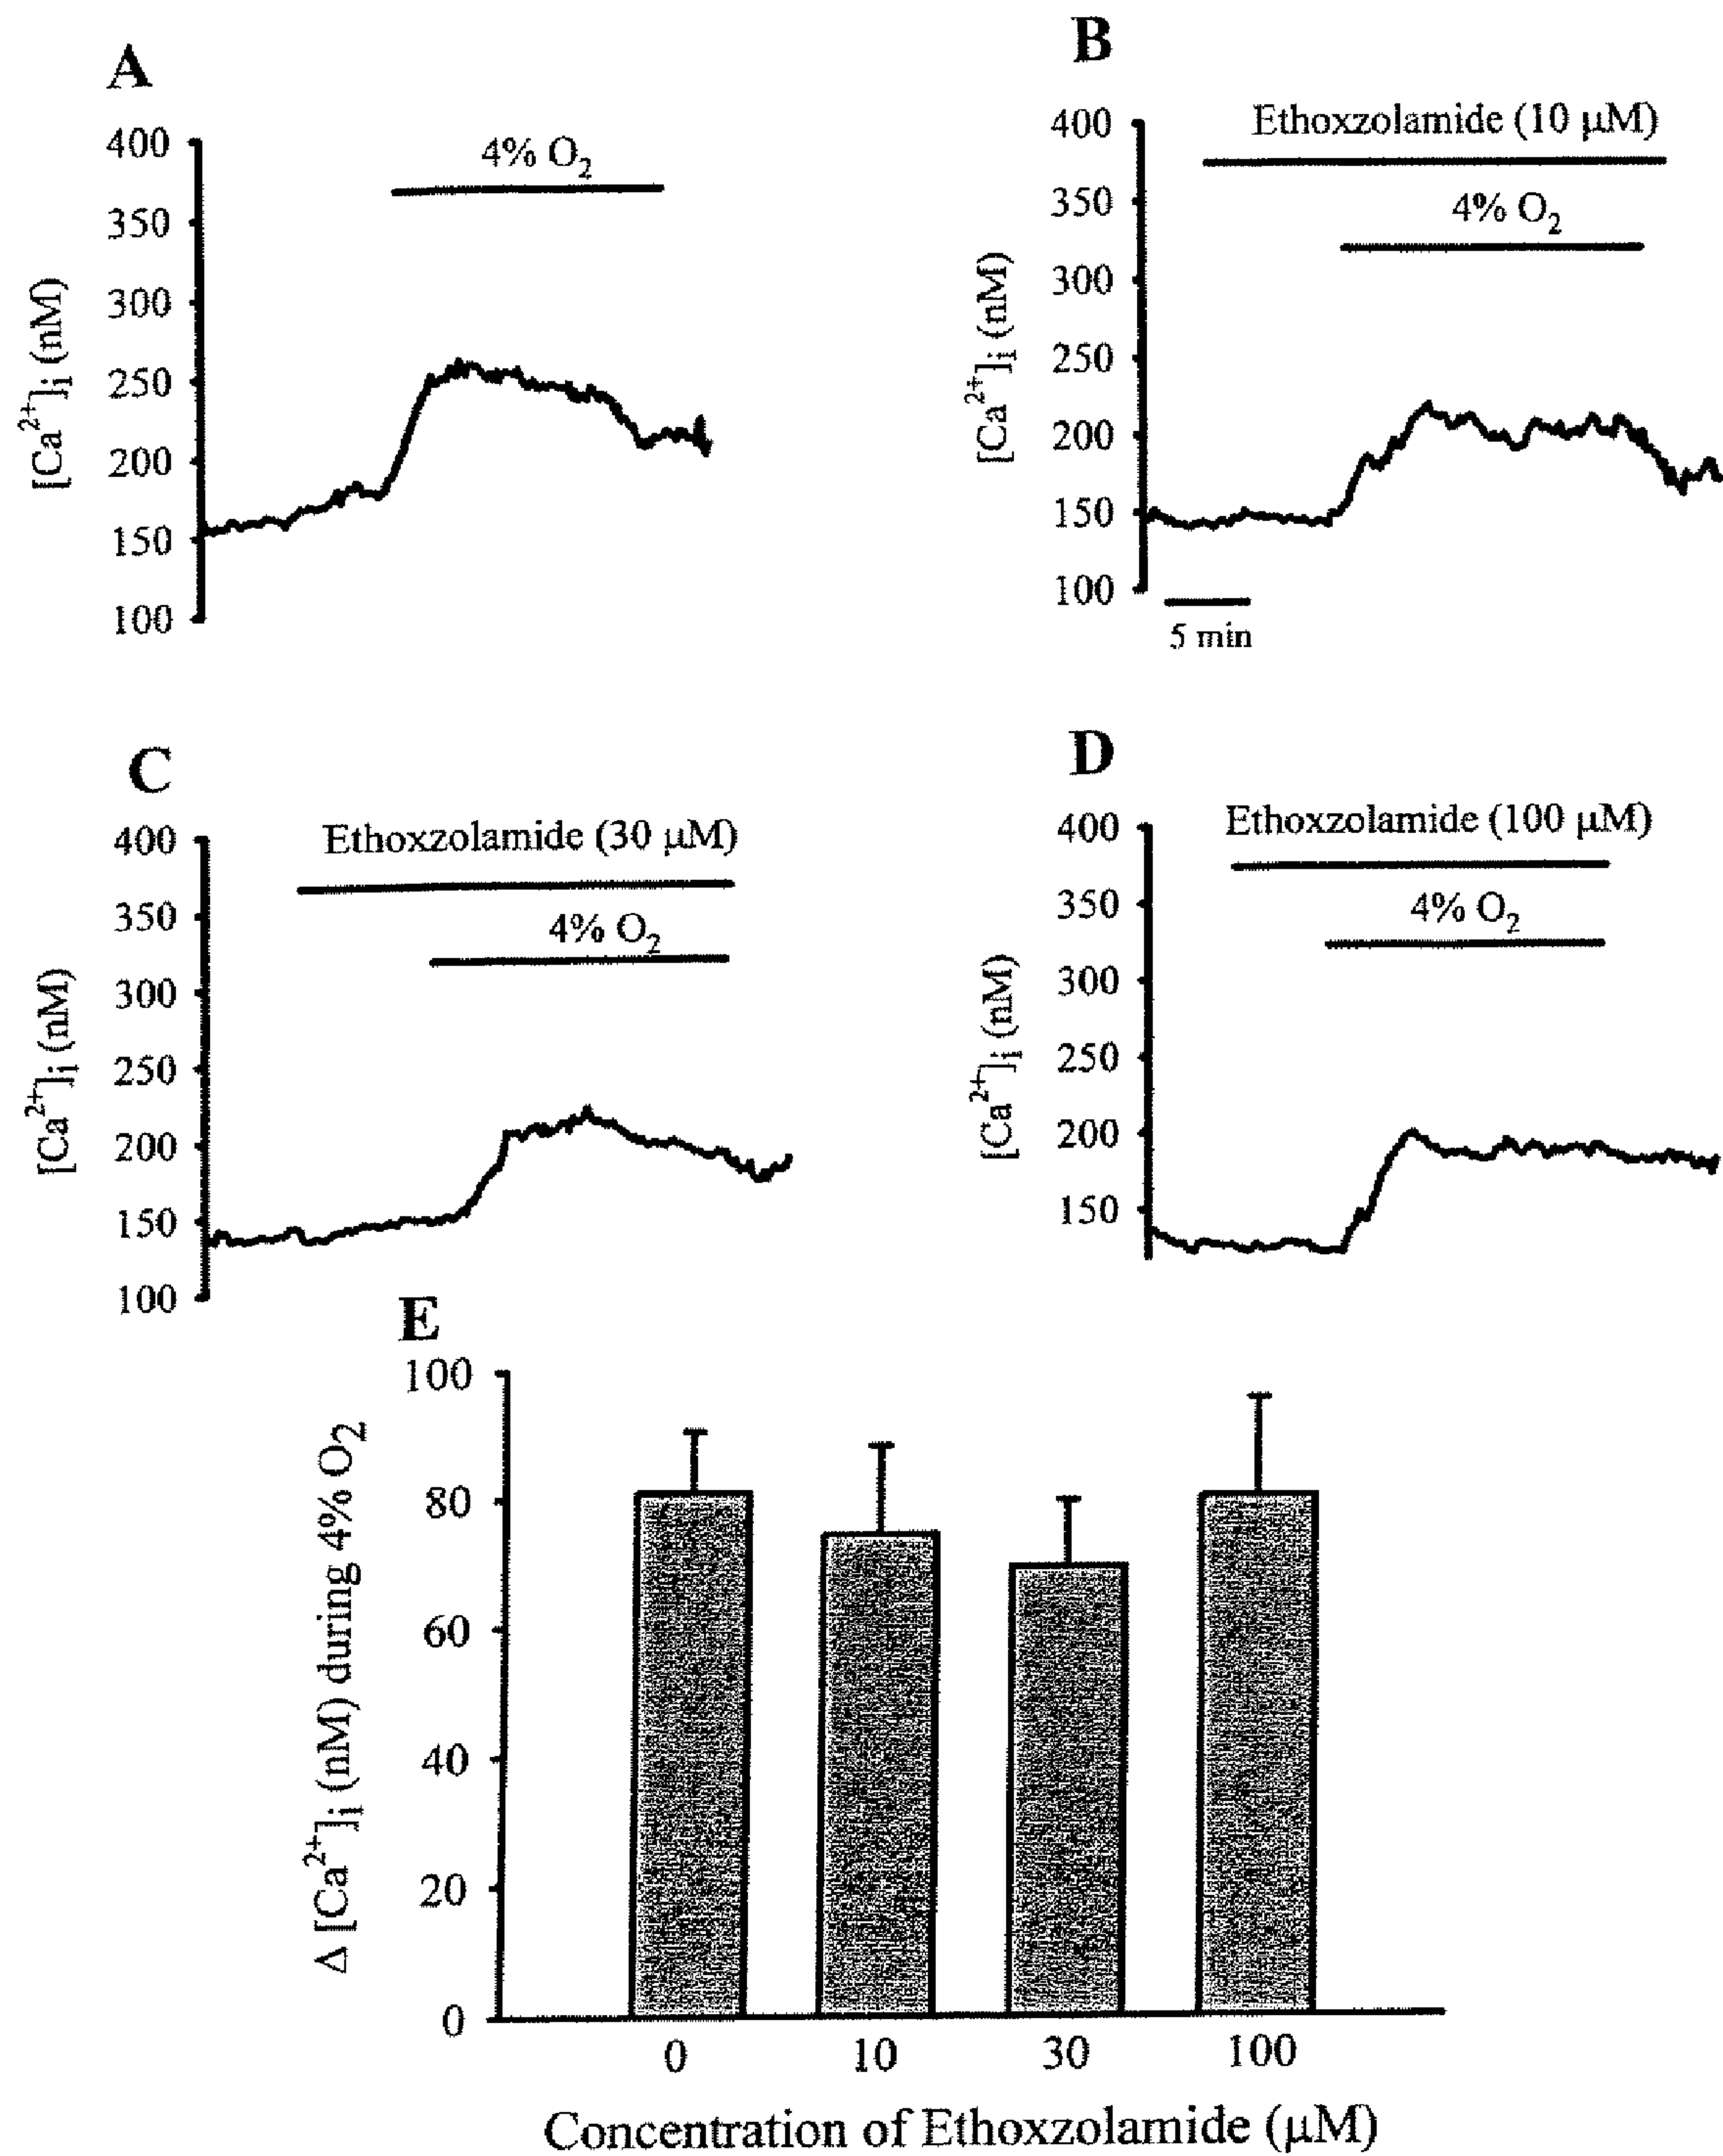 A
4% O2
400
350
300
250
200
150
100
[Ca2+]i (nM)
B
Ethoxzolamide (10 µM)
4% O2
400
350
300
250
200
150
100
[Ca2+]i (nM)
5 min
C
Ethoxzolamide (30 µM)
4% O2
400
350
300
250
200
150
100
[Ca2+]i (nM)
D
Ethoxzolamide (100 µM)
4% O2
400
350
300
250
200
150
[Ca2+]i (nM)
E
100
80
60
40
20
0
Δ [Ca2+]i (nM) during 4% O2
0 10 30 100
Concentration of Ethoxzolamide (µM)